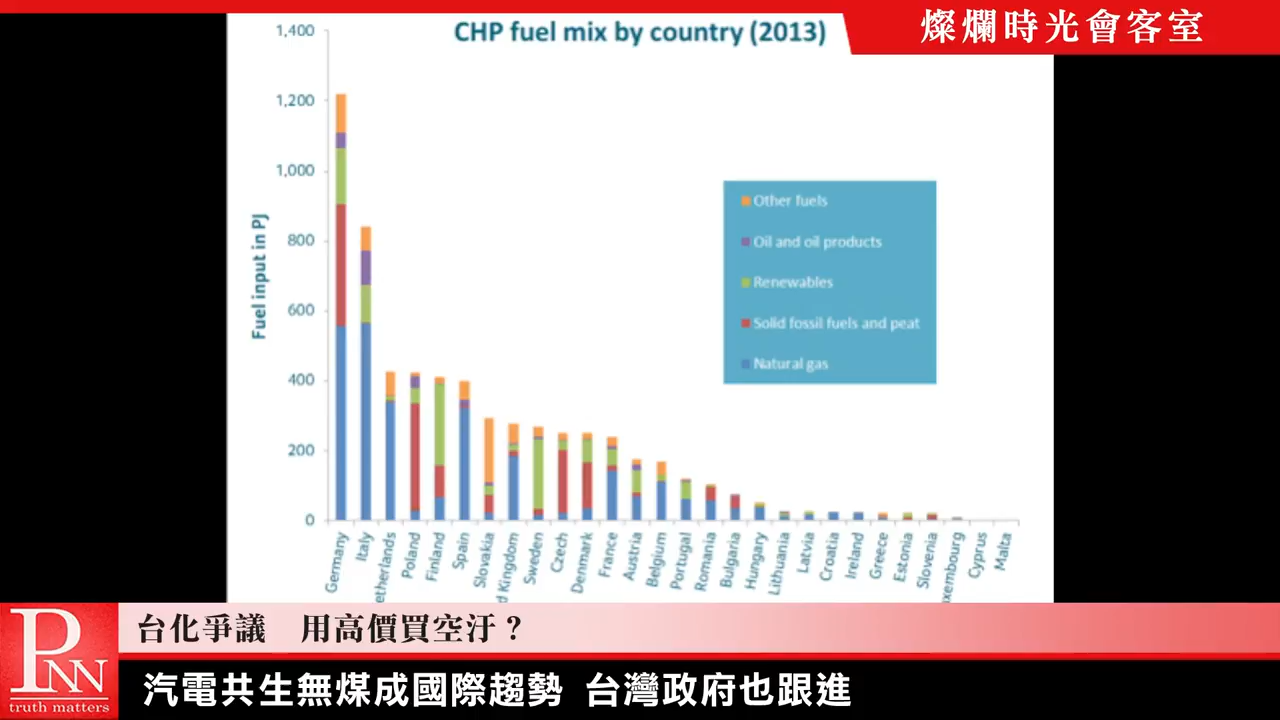 CHP fuel mix by country (2013)
燦爛時光會客室
1,400
1,200
1,000
800
600
400
200
0
Fuel input in PJ
Other fuels
Oil and oil products
Renewables
Solid fossil fuels and peat
Natural gas
Germany
Italy
etherlands
Poland
Finland
Spain
Slovakia
d Kingdom
Sweden
Czech
Denmark
France
Austria
Belgium
Portugal
Romania
Bulgaria
Hungary
Lithuania
Latvia
Croatia
Ireland
Greece
Estonia
Slovenia
xembourg
Cyprus
Malta
台化爭議 用高價買空汙？
PNN
truth matters
汽電共生無煤成國際趨勢 台灣政府也跟進